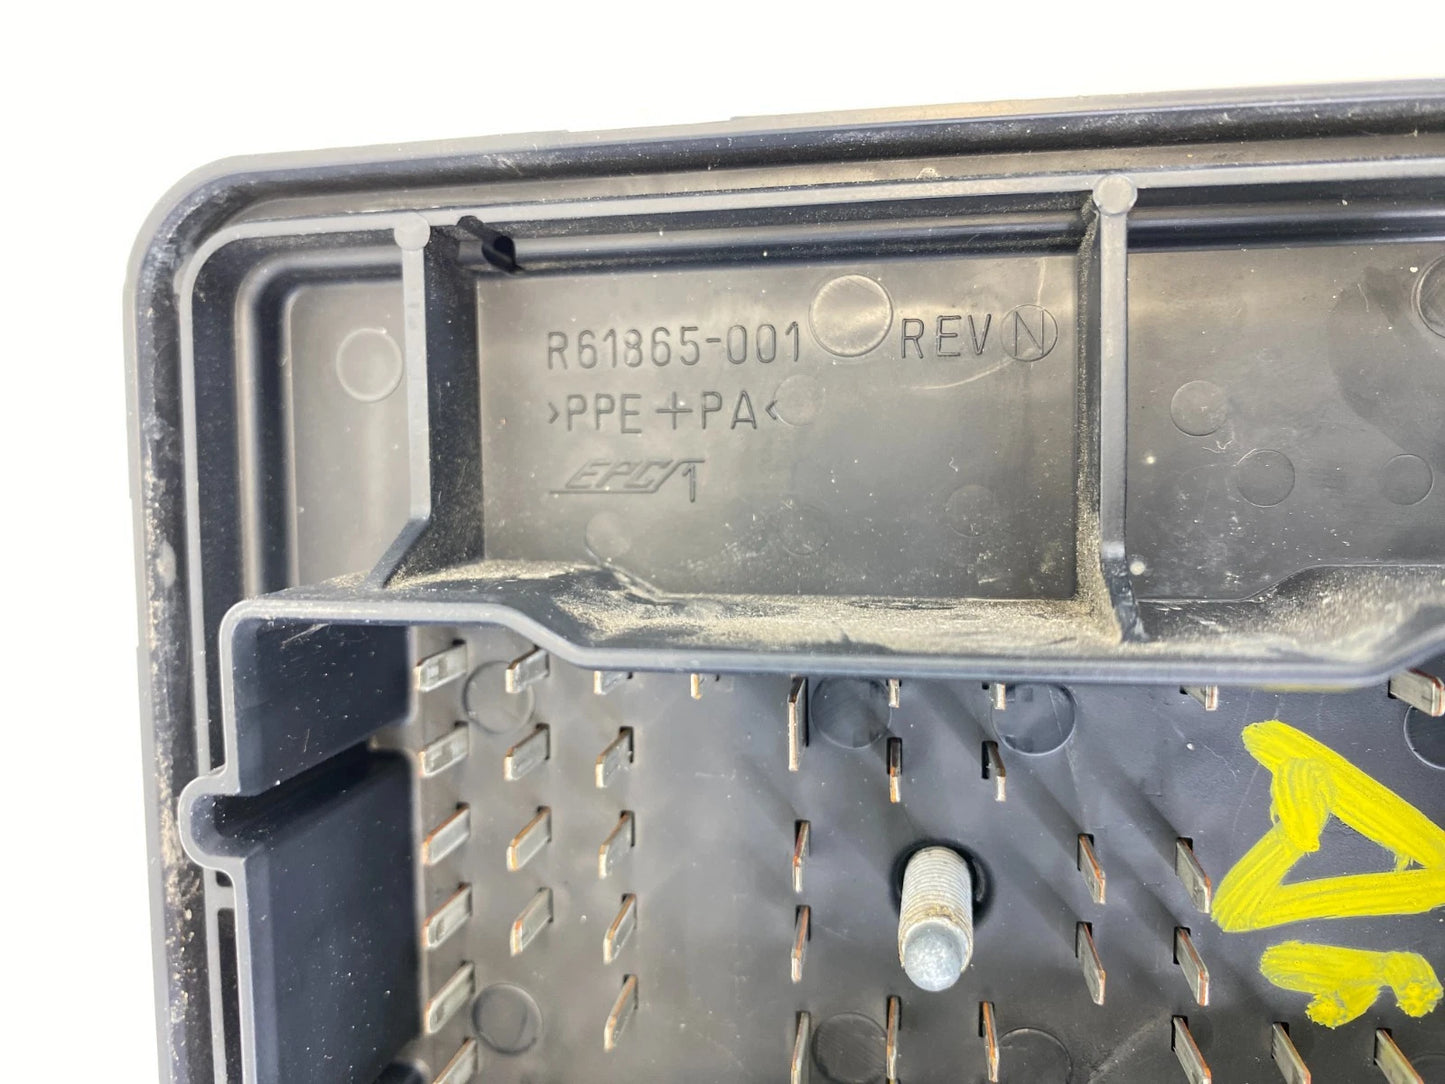 R61865-001 REV N
>PPE+PA<
EPC 1